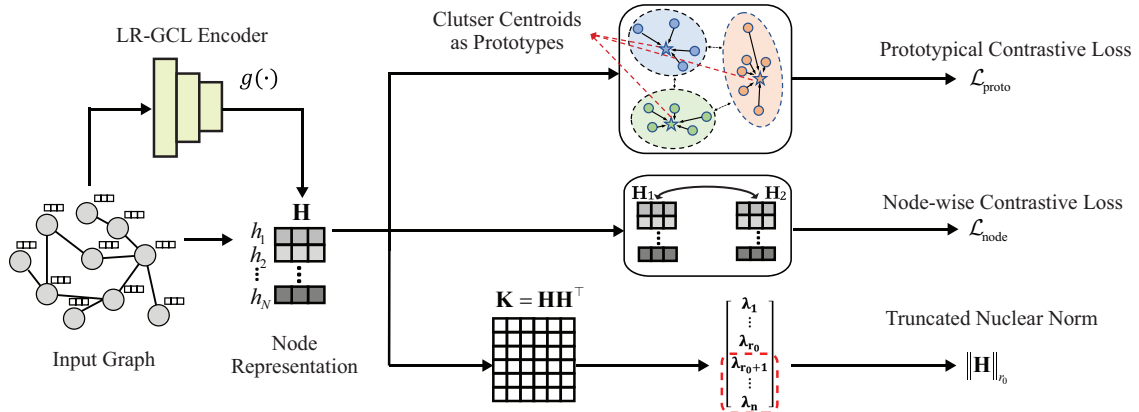 LR-GCL Encoder
g(·)
Clutser Centroids
as Prototypes
Prototypical Contrastive Loss
ℒ_proto
H
h_1
h_2
⋮
h_N
H_1
H_2
Node-wise Contrastive Loss
ℒ_node
K = HH^⊤
λ_1
⋮
λ_{r_0}
λ_{r_0+1}
⋮
λ_n
Truncated Nuclear Norm
‖H‖_{r_0}
Input Graph
Node
Representation